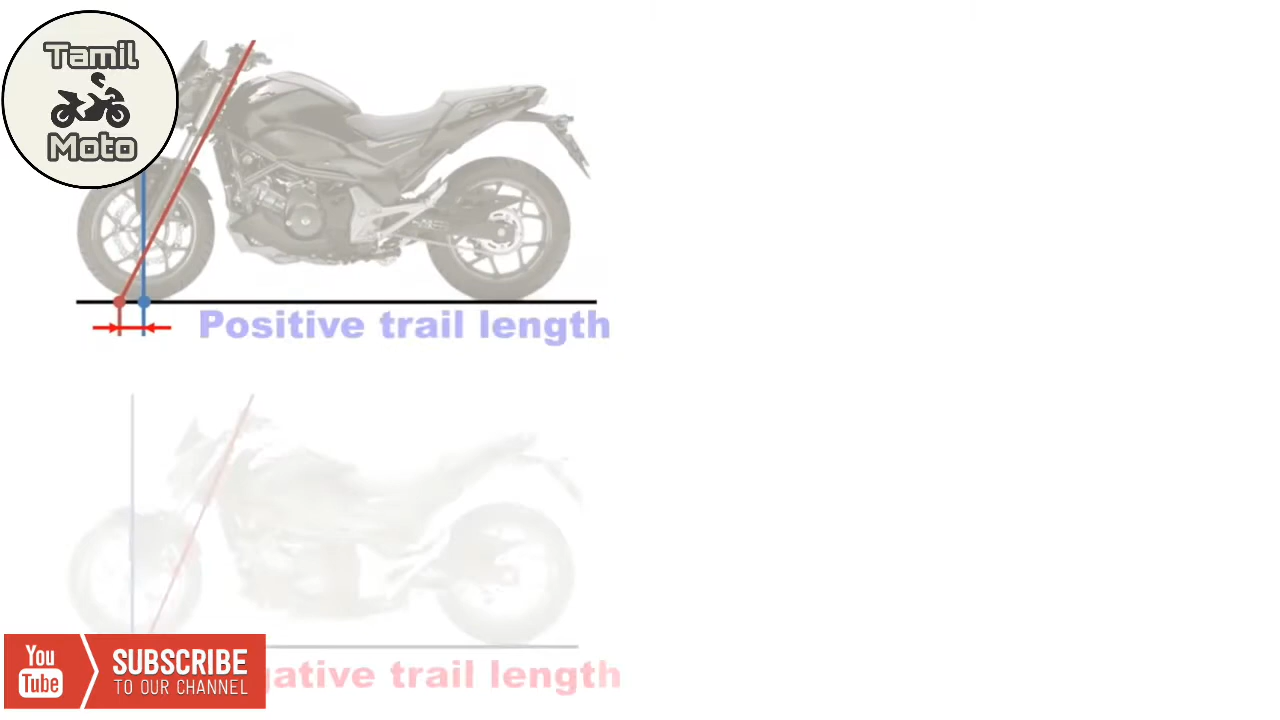 Tamil
Moto
Positive trail length
gative trail length
You
Tube
SUBSCRIBE
TO OUR CHANNEL